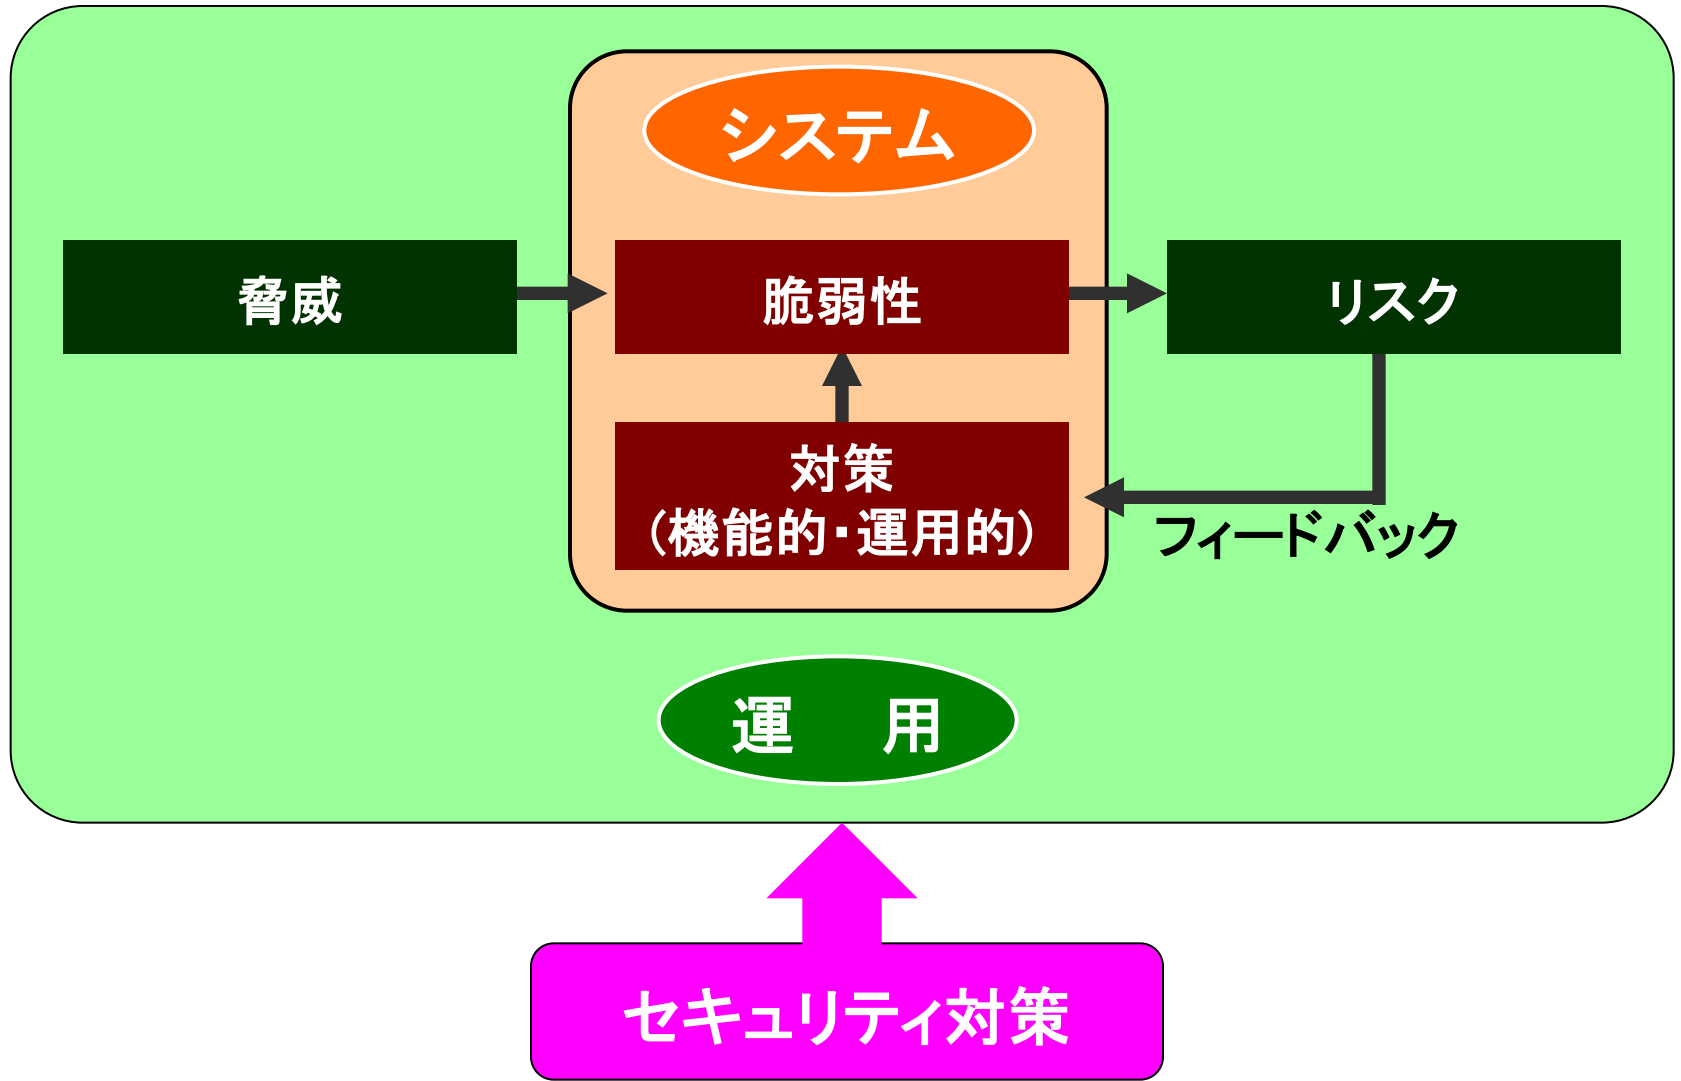 システム
脅威
脆弱性
リスク
対策
（機能的・運用的）
フィードバック
運　用
セキュリティ対策